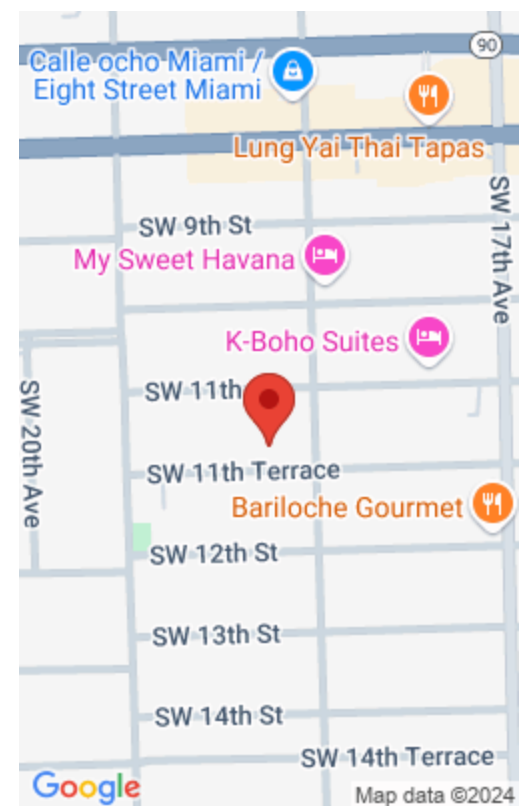 90
Calle ocho Miami /
Eight Street Miami
Lung Yai Thai Tapas
SW 17th Ave
SW 9th St
My Sweet Havana
K-Boho Suites
SW 11th
SW 20th Ave
SW 11th Terrace
Bariloche Gourmet
SW 12th St
SW 13th St
SW 14th St
SW 14th Terrace
Google
Map data ©2024